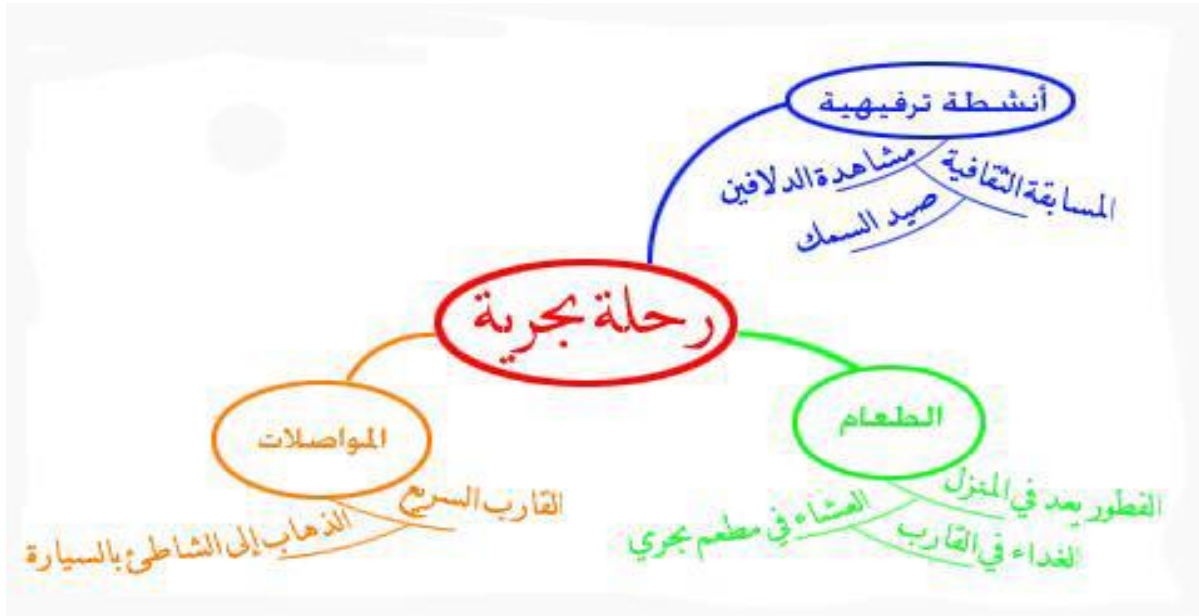 أنشطة ترفيهية
مشاهدة الدلافين
المسابقة الثقافية
صيد السمك
رحلة بحرية
الطعام
الفطور يعد في المنزل
الغداء في القارب
العشاء في مطعم بحري
المواصلات
القارب السريع
الذهاب إلى الشاطئ بالسيارة